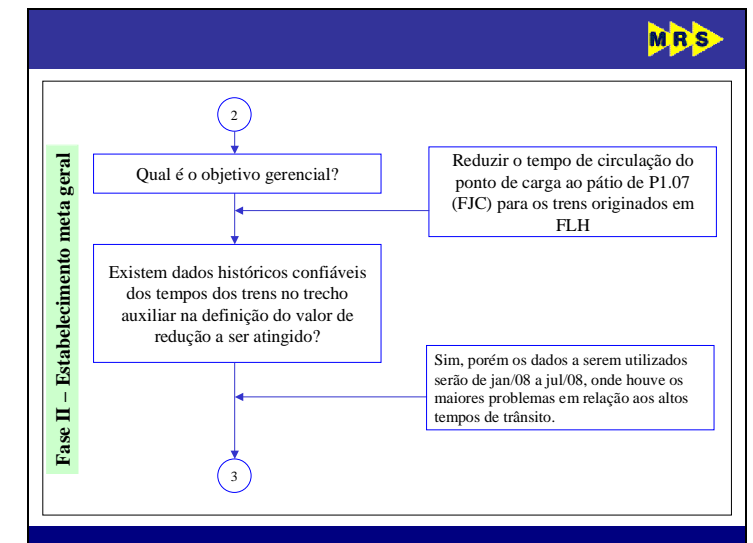 MRS
2
Fase II – Estabelecimento meta geral
Qual é o objetivo gerencial?
Reduzir o tempo de circulação do
ponto de carga ao pátio de P1.07
(FJC) para os trens originados em
FLH
Existem dados históricos confiáveis
dos tempos dos trens no trecho
auxiliar na definição do valor de
redução a ser atingido?
Sim, porém os dados a serem utilizados
serão de jan/08 a jul/08, onde houve os
maiores problemas em relação aos altos
tempos de trânsito.
3